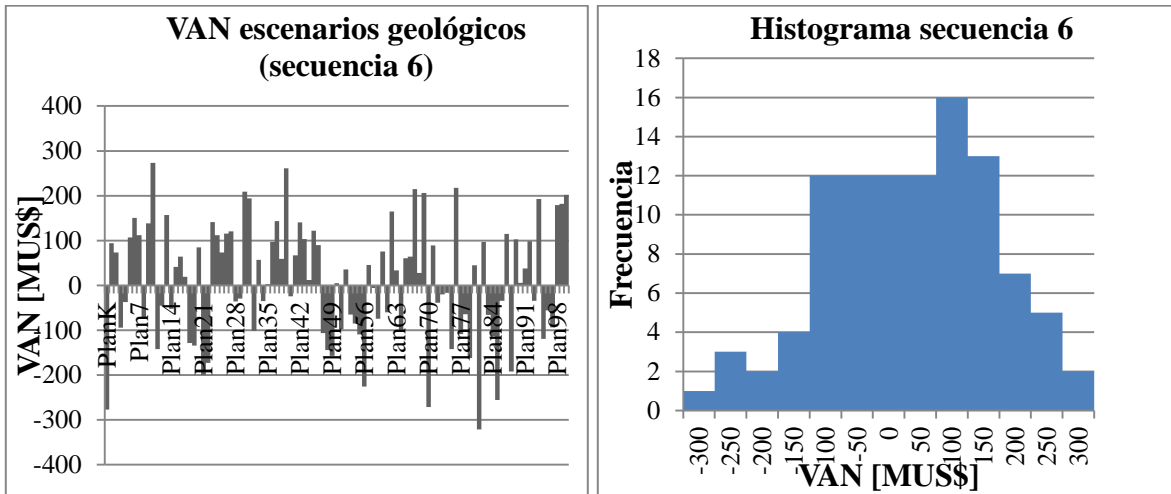 VAN escenarios geológicos
(secuencia 6)
VAN [MUS$]
400
300
200
100
0
-100
-200
-300
-400
PlanK
Plan7
Plan14
Plan21
Plan28
Plan35
Plan42
Plan49
Plan56
Plan63
Plan70
Plan77
Plan84
Plan91
Plan98
Histograma secuencia 6
Frecuencia
18
16
14
12
10
8
6
4
2
0
-300
-250
-200
-150
-100
-50
0
50
100
150
200
250
300
VAN [MUS$]